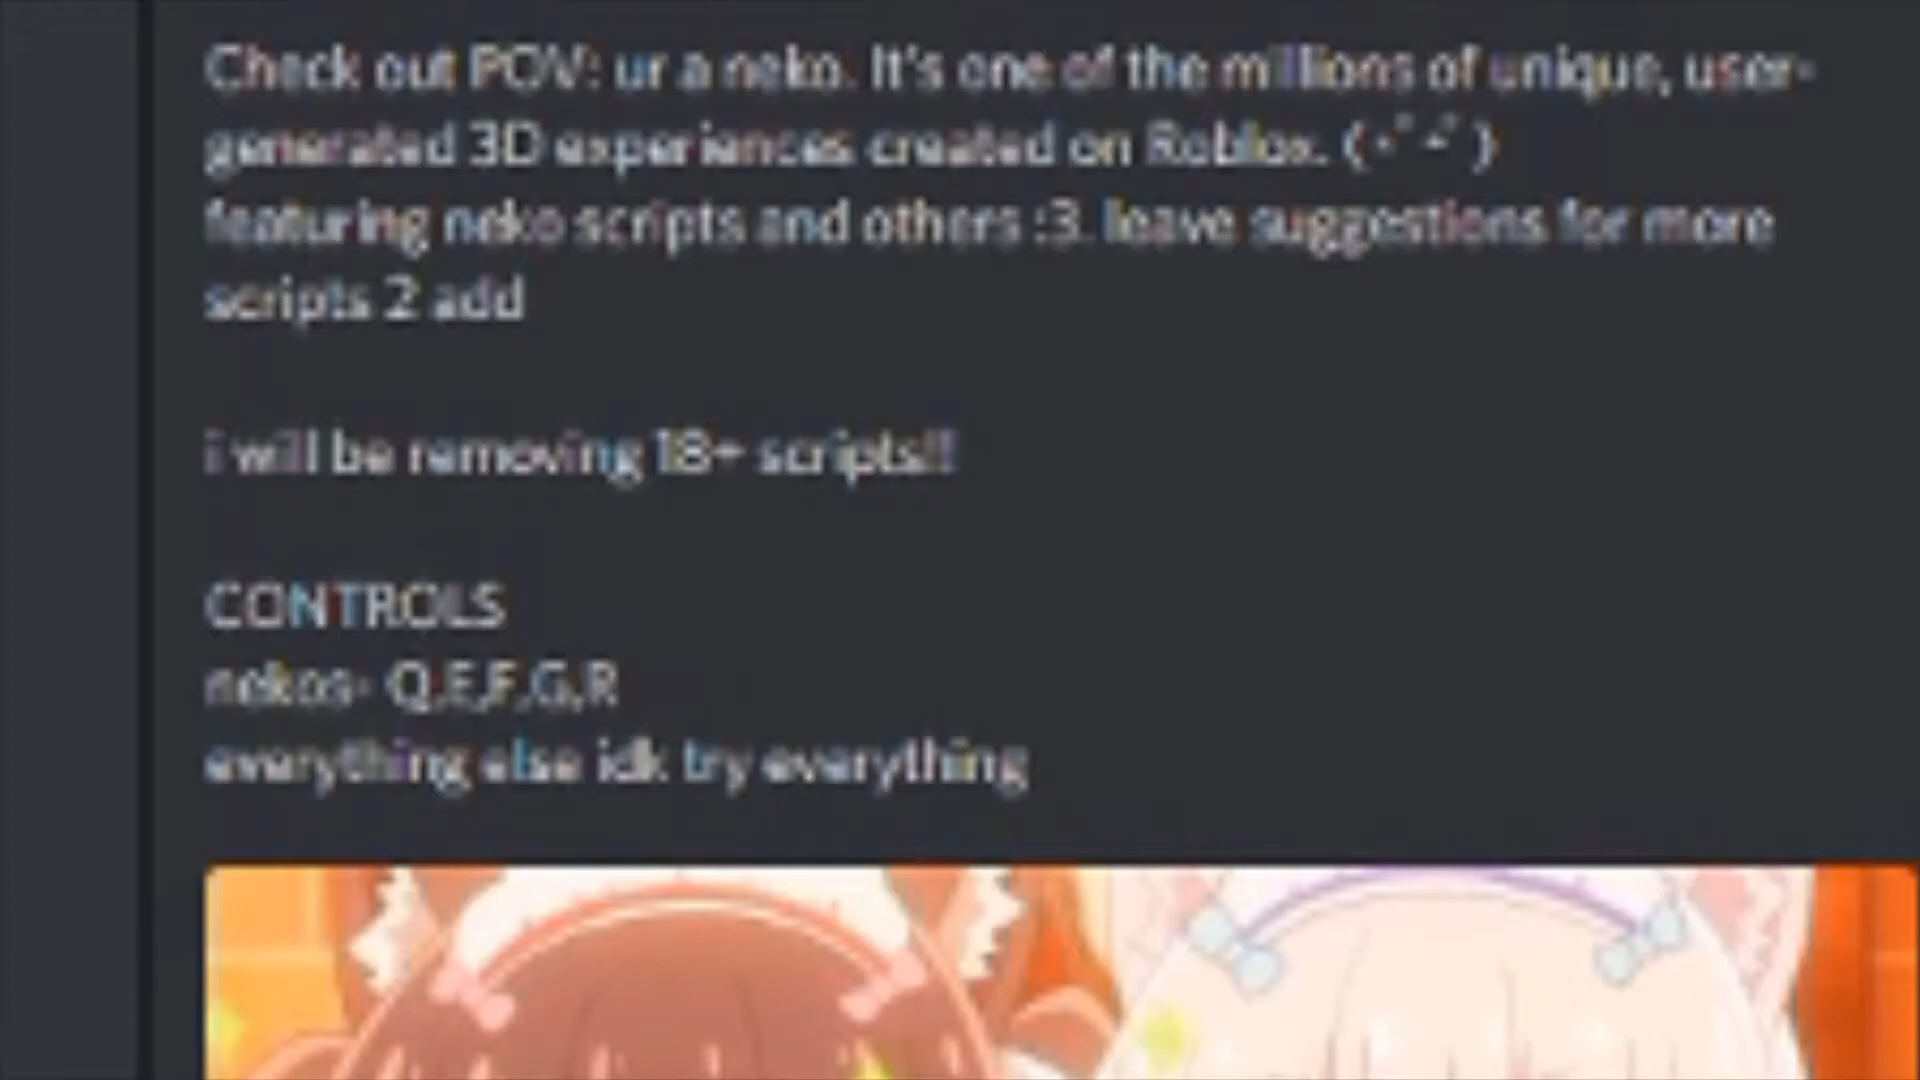 Check out POV: ur a neko. It's one of the millions of unique, user-
generated 3D experiences created on Roblox. (・˝ ˞˝ )
featuring neko scripts and others :3. leave suggestions for more
scripts 2 add
i will be removing 18+ scripts!!
CONTROLS
nekos- Q,E,F,G,R
everything else idk try everything